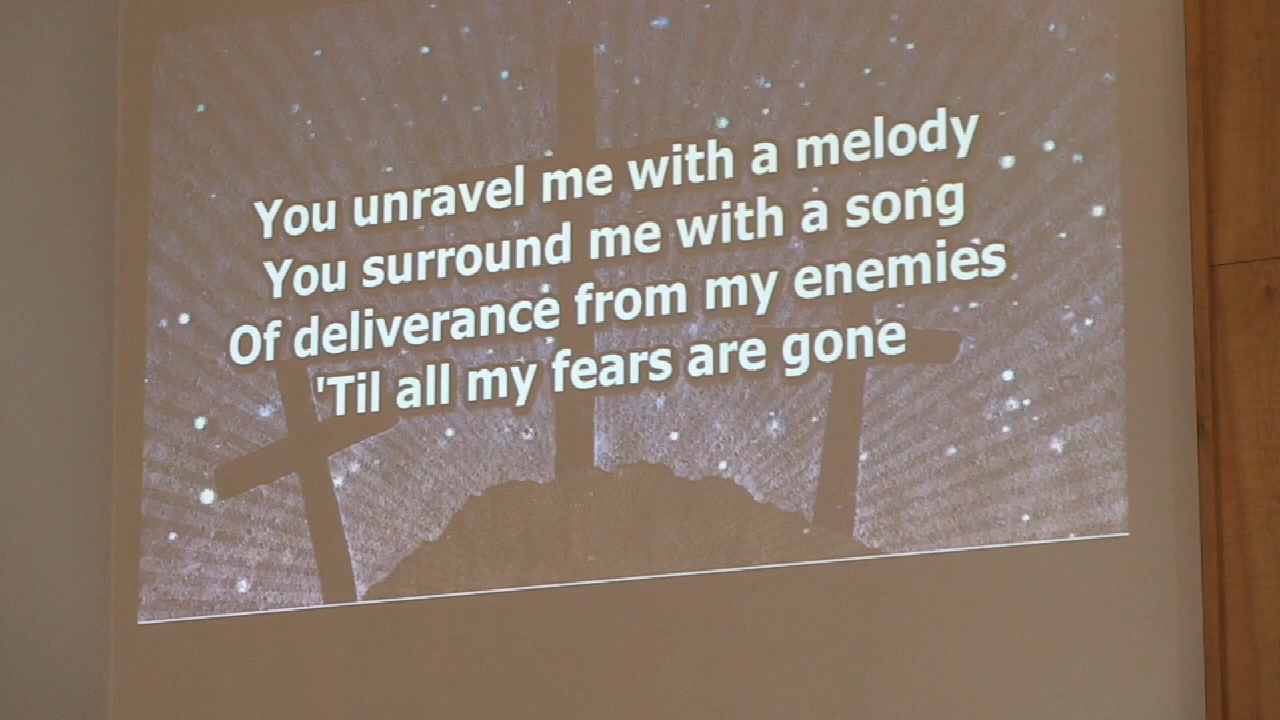 You unravel me with a melody
You surround me with a song
Of deliverance from my enemies
'Til all my fears are gone